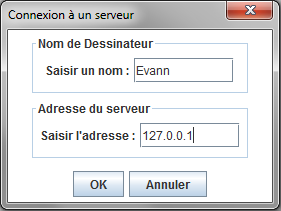 Connexion à un serveur
Nom de Dessinateur
Saisir un nom : Evann
Adresse du serveur
Saisir l'adresse : 127.0.0.1
OK Annuler